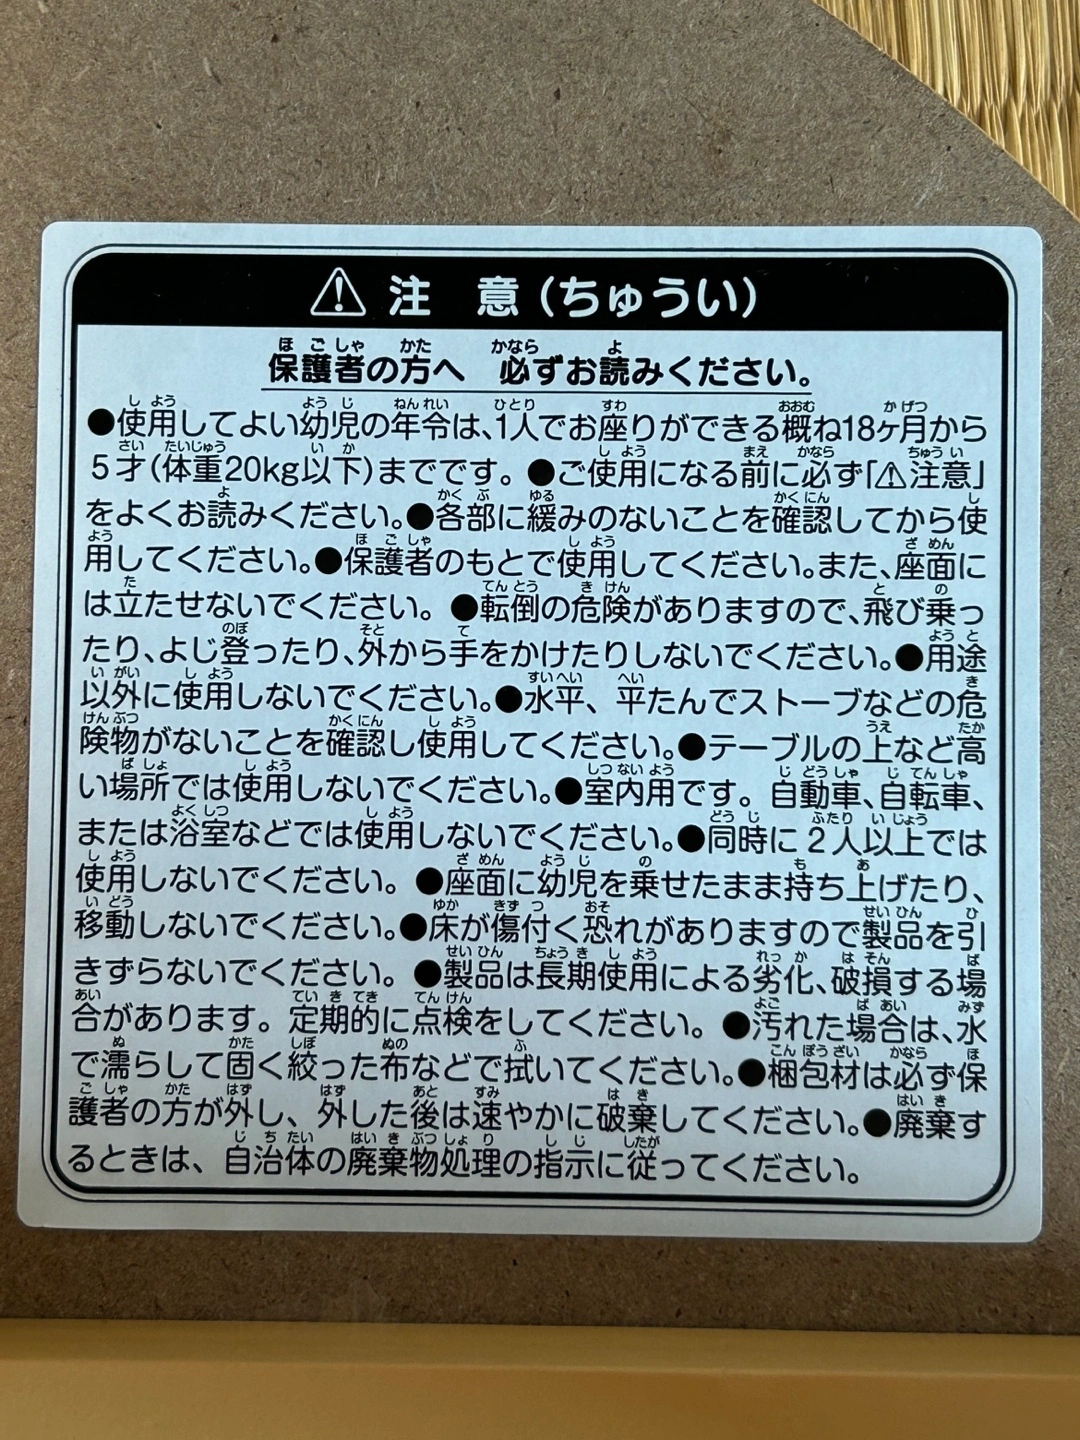 ⚠ 注 意（ちゅうい）
保護者の方へ 必ずお読みください。
●使用してよい幼児の年令は、1人でお座りができる概ね18ヶ月から
5才（体重20kg以下）までです。●ご使用になる前に必ず「⚠注意」
をよくお読みください。●各部に緩みのないことを確認してから使
用してください。●保護者のもとで使用してください。また、座面に
は立たせないでください。●転倒の危険がありますので、飛び乗っ
たり、よじ登ったり、外から手をかけたりしないでください。●用途
以外に使用しないでください。●水平、平たんでストーブなどの危
険物がないことを確認し使用してください。●テーブルの上など高
い場所では使用しないでください。●室内用です。自動車、自転車、
または浴室などでは使用しないでください。●同時に2人以上では
使用しないでください。●座面に幼児を乗せたまま持ち上げたり、
移動しないでください。●床が傷付く恐れがありますので製品を引
きずらないでください。●製品は長期使用による劣化、破損する場
合があります。定期的に点検をしてください。●汚れた場合は、水
で濡らして固く絞った布などで拭いてください。●梱包材は必ず保
護者の方が外し、外した後は速やかに破棄してください。●廃棄す
るときは、自治体の廃棄物処理の指示に従ってください。